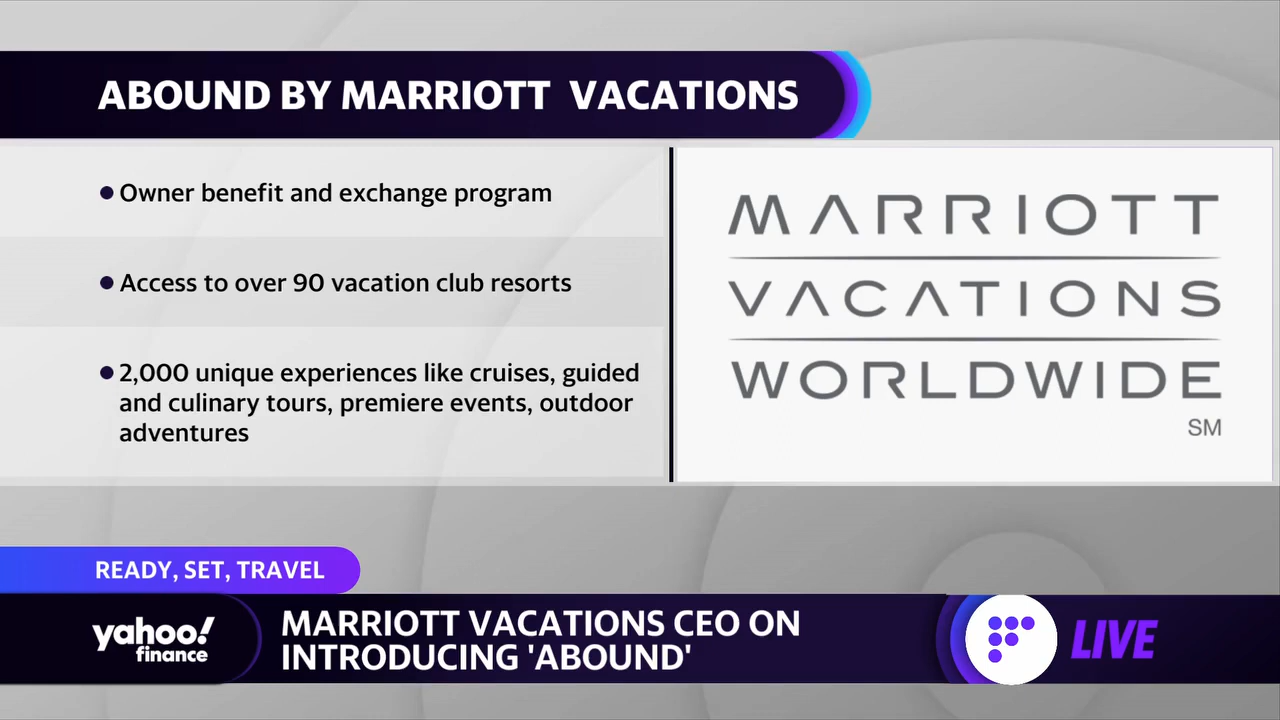 ABOUND BY MARRIOTT VACATIONS
● Owner benefit and exchange program
● Access to over 90 vacation club resorts
● 2,000 unique experiences like cruises, guided
and culinary tours, premiere events, outdoor
adventures
MARRIOTT
VACATIONS
WORLDWIDE
SM
READY, SET, TRAVEL
yahoo!
finance
MARRIOTT VACATIONS CEO ON
INTRODUCING 'ABOUND'
LIVE